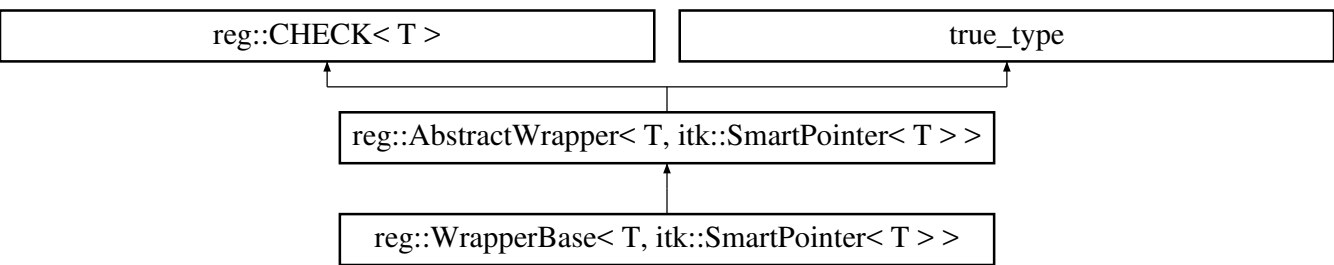 reg::CHECK< T >
true_type
reg::AbstractWrapper< T, itk::SmartPointer< T > >
reg::WrapperBase< T, itk::SmartPointer< T > >